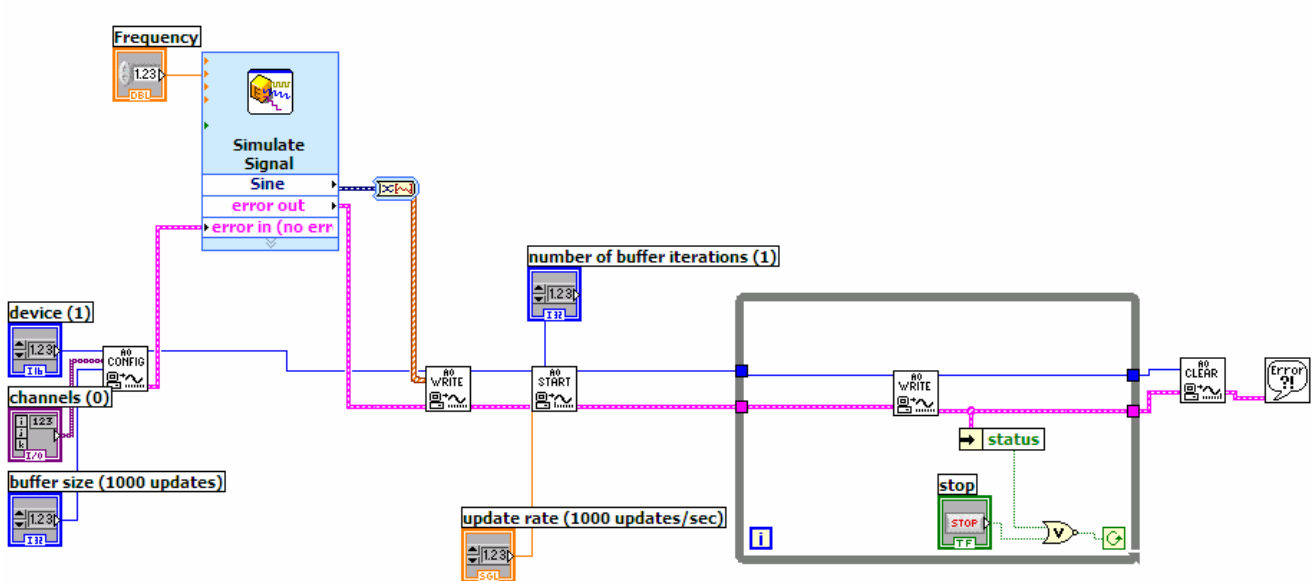 Frequency
1.23
DBL
Simulate
Signal
Sine
error out
error in (no err
number of buffer iterations (1)
1.23
I32
device (1)
1.23
I16
AO
CONFIG
channels (0)
i
j
k
123
I/O
buffer size (1000 updates)
1.23
I32
AO
WRITE
AO
START
update rate (1000 updates/sec)
1.23
SGL
AO
WRITE
status
stop
STOP
TF
V
i
AO
CLEAR
Error
?!